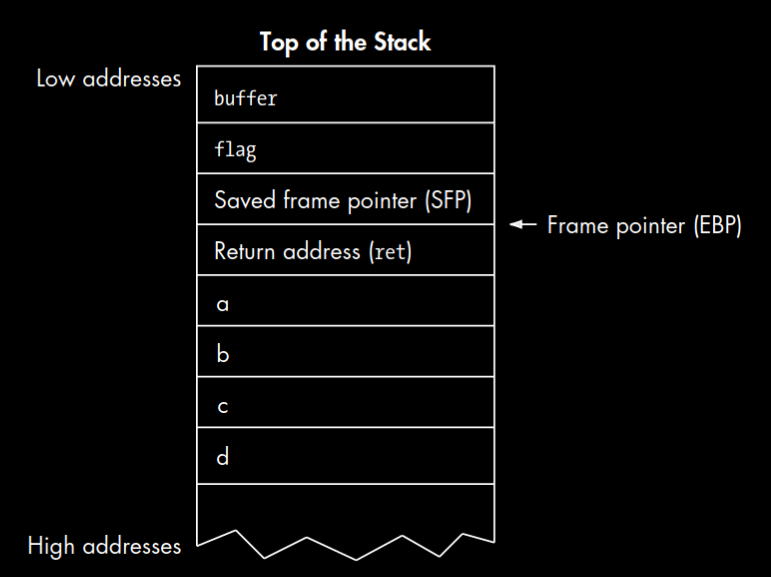 Top of the Stack
Low addresses
buffer
flag
Saved frame pointer (SFP)
Frame pointer (EBP)
Return address (ret)
a
b
c
d
High addresses